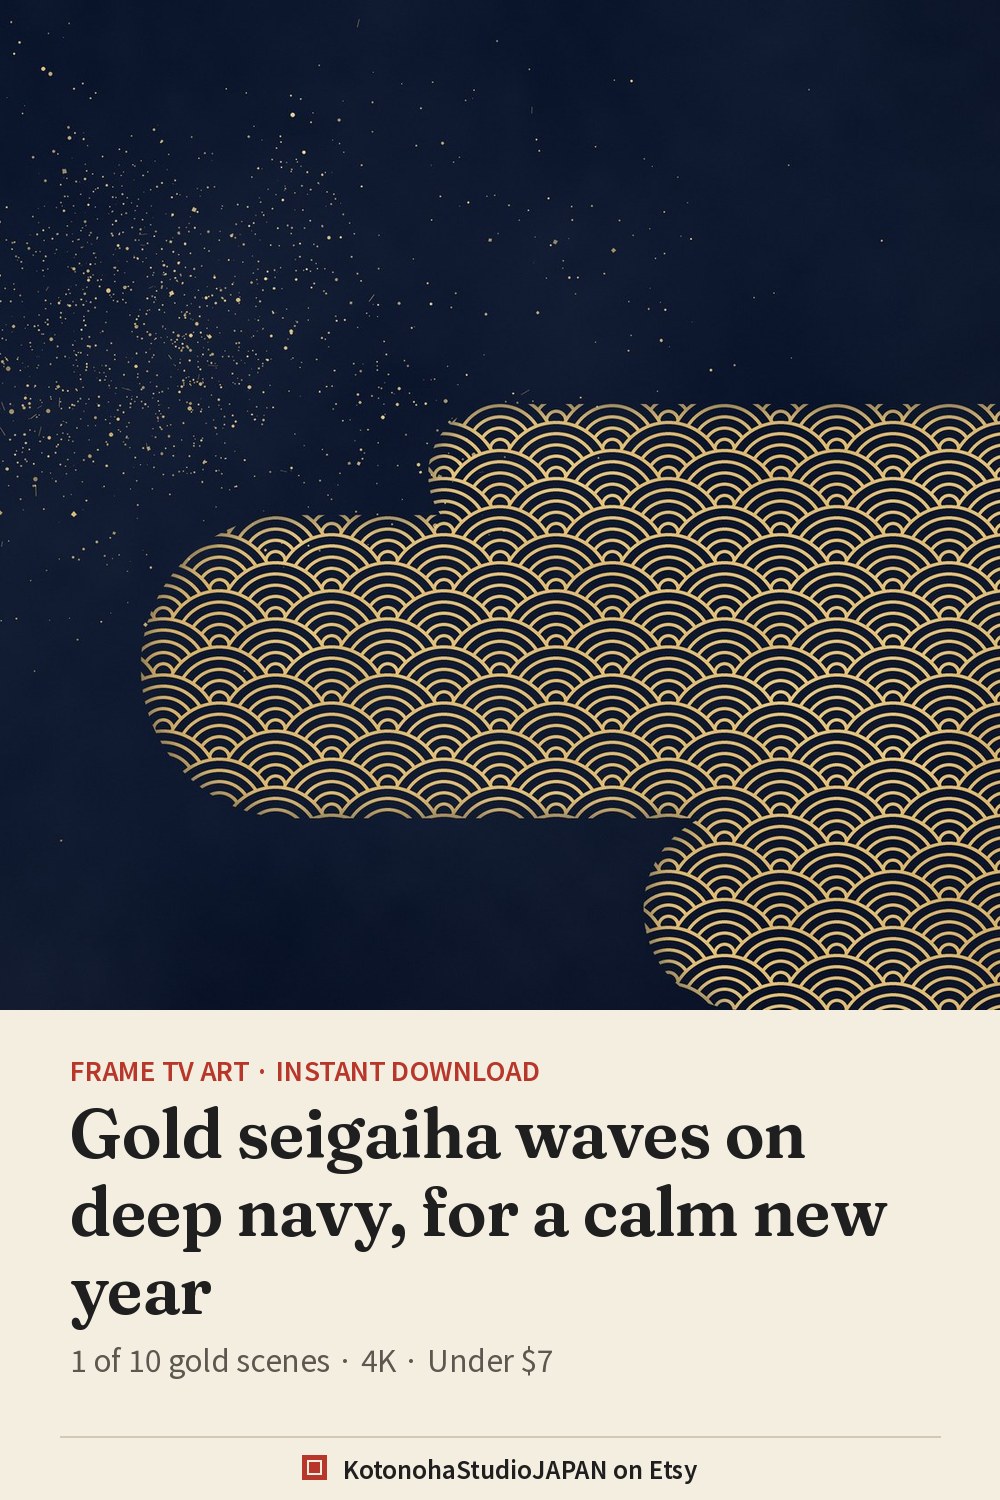 FRAME TV ART · INSTANT DOWNLOAD
Gold seigaiha waves on
deep navy, for a calm new
year
1 of 10 gold scenes · 4K · Under $7
KotonohaStudioJAPAN on Etsy